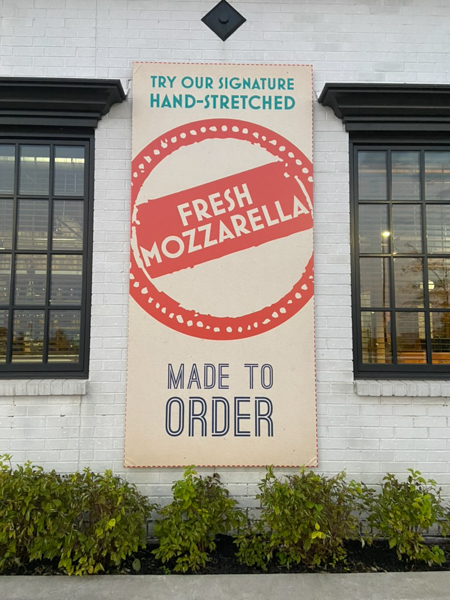 TRY OUR SIGNATURE
HAND-STRETCHED
FRESH
MOZZARELLA
MADE TO
ORDER